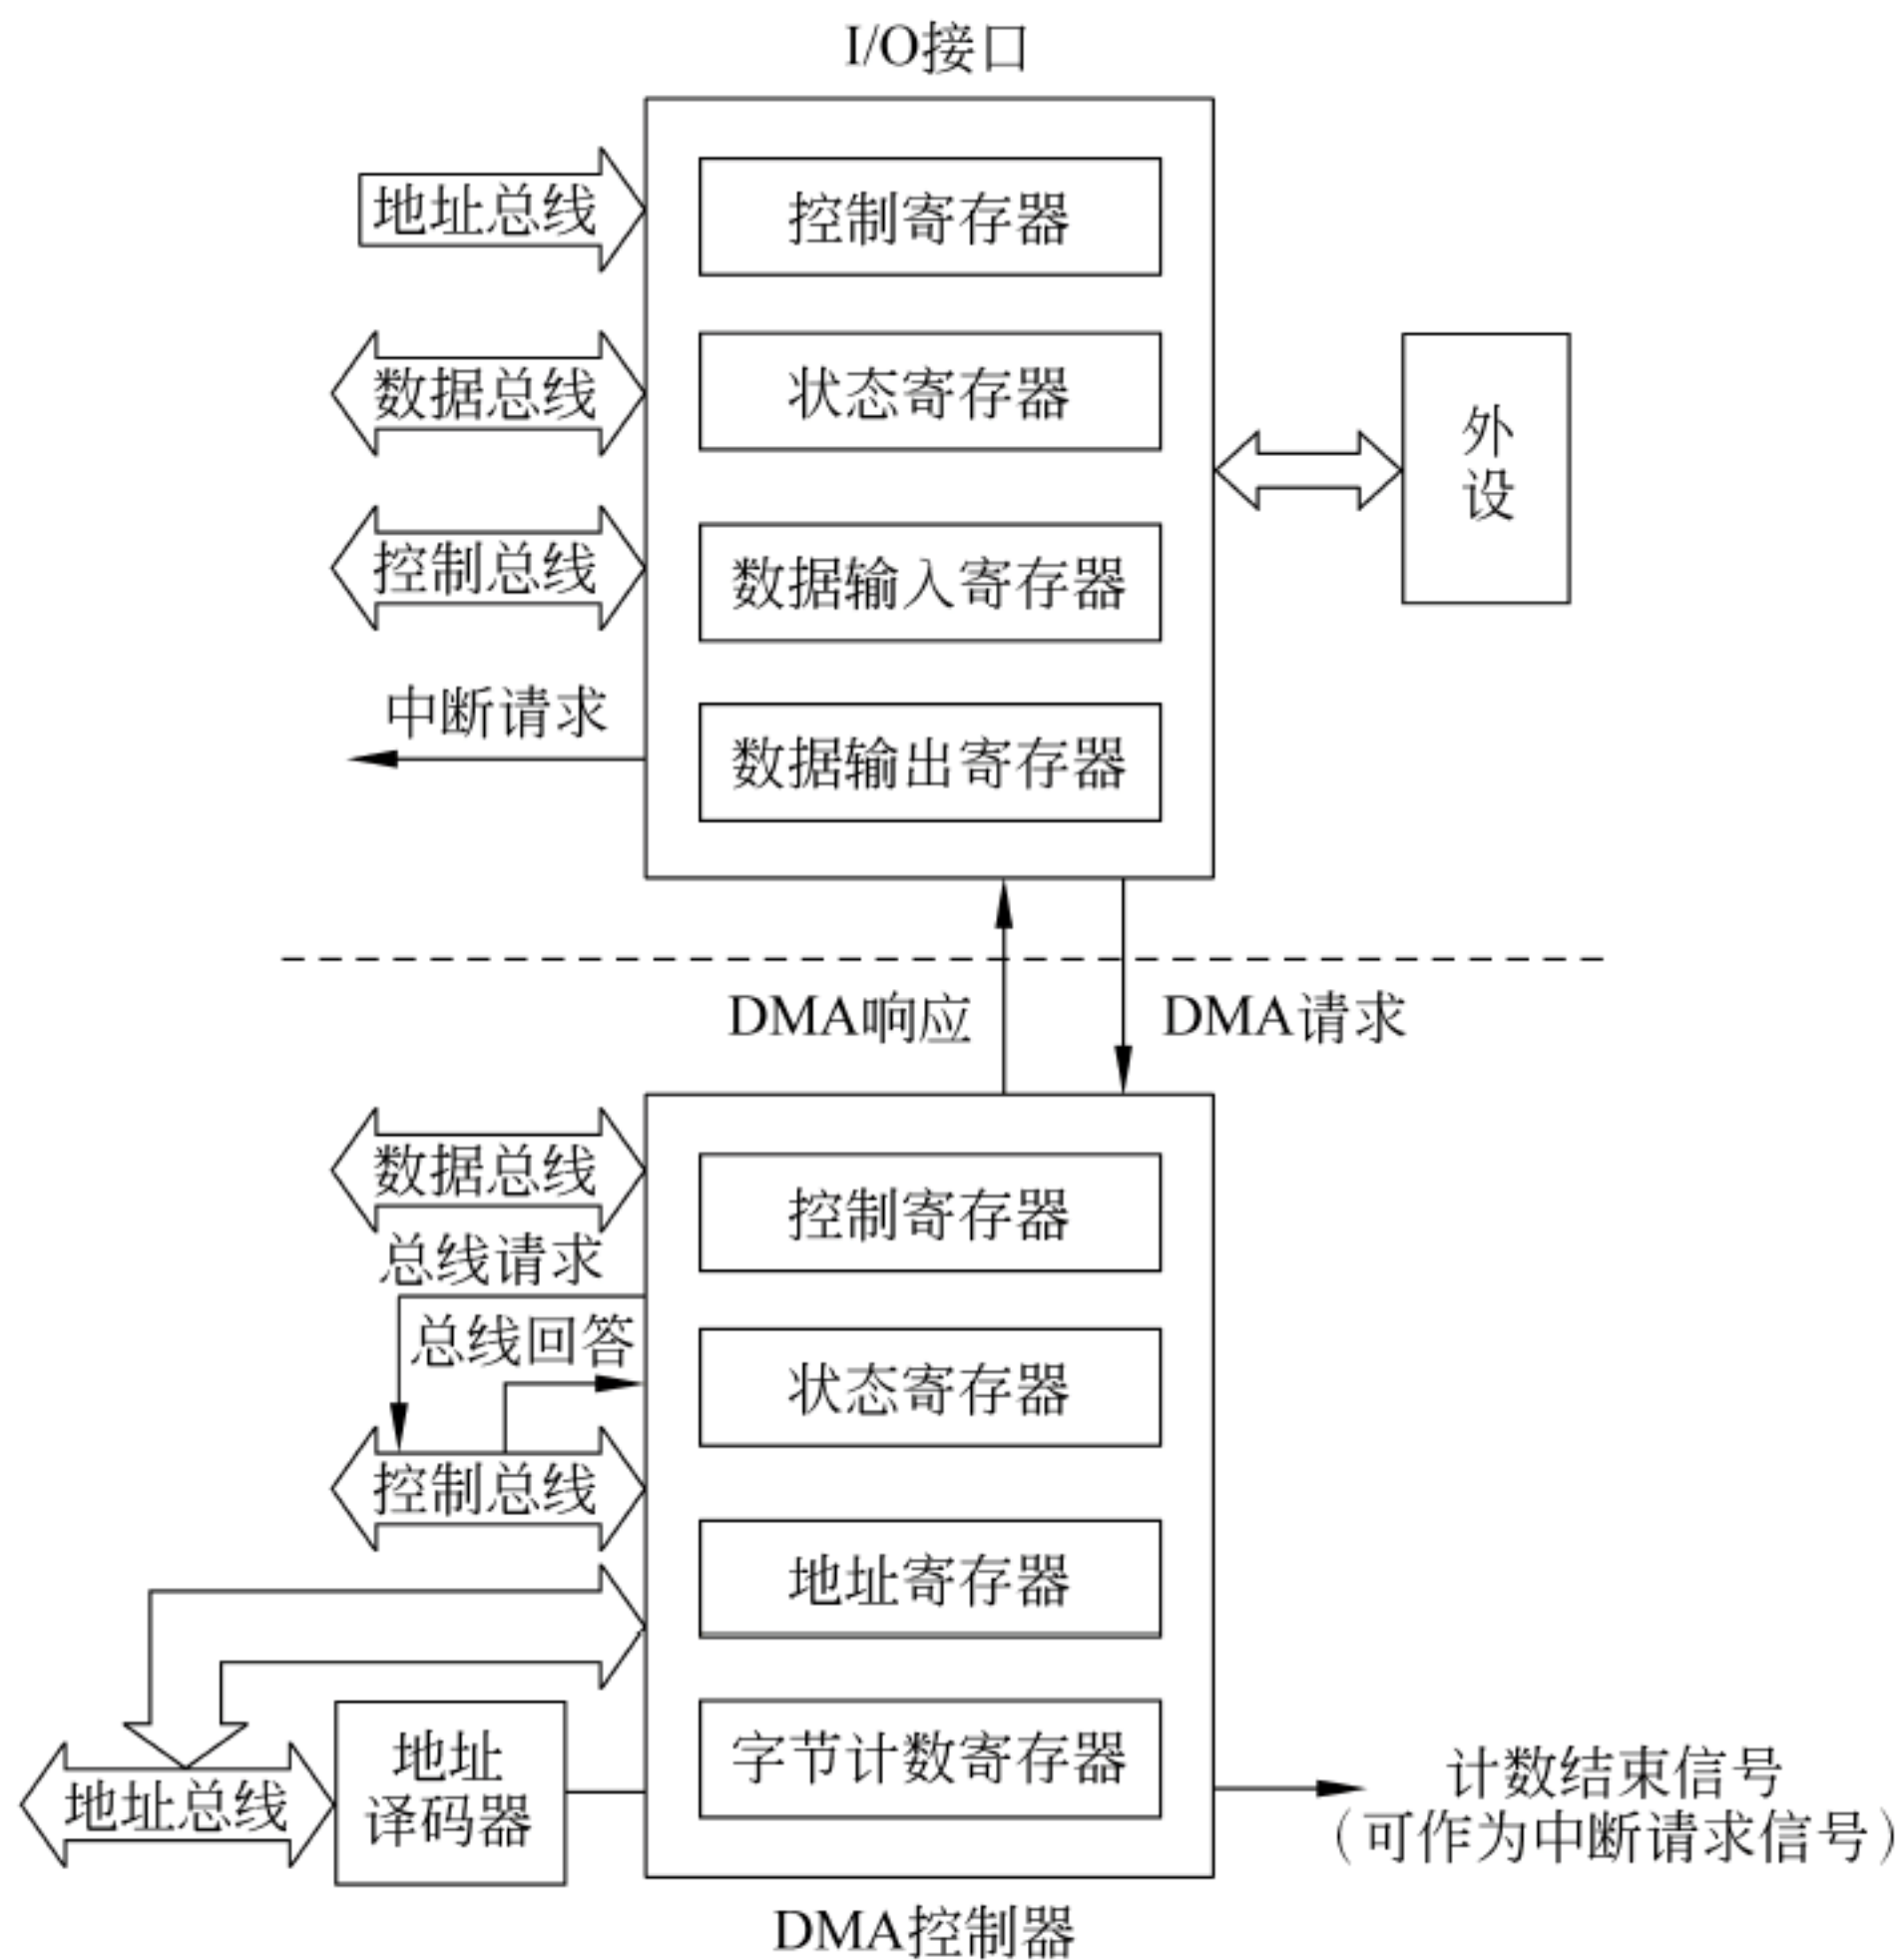 I/O接口
地址总线
控制寄存器
数据总线
状态寄存器
外
设
控制总线
数据输入寄存器
中断请求
数据输出寄存器
DMA响应
DMA请求
数据总线
控制寄存器
总线请求
总线回答
状态寄存器
控制总线
地址寄存器
地址总线
地址
译码器
字节计数寄存器
计数结束信号
(可作为中断请求信号)
DMA控制器